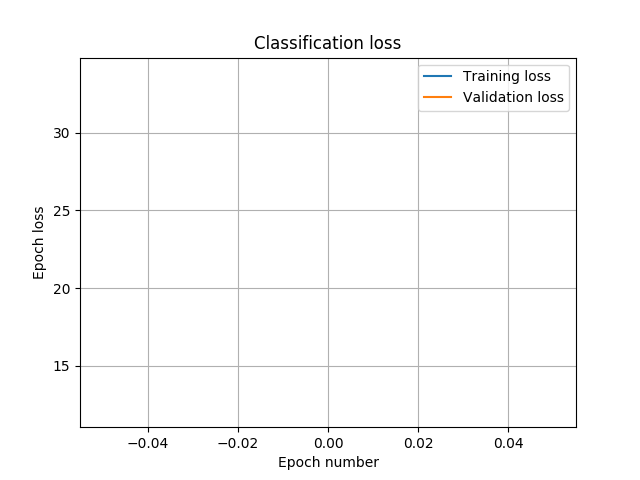 Classification loss
Training loss
Validation loss
30
25
20
15
Epoch loss
−0.04
−0.02
0.00
0.02
0.04
Epoch number